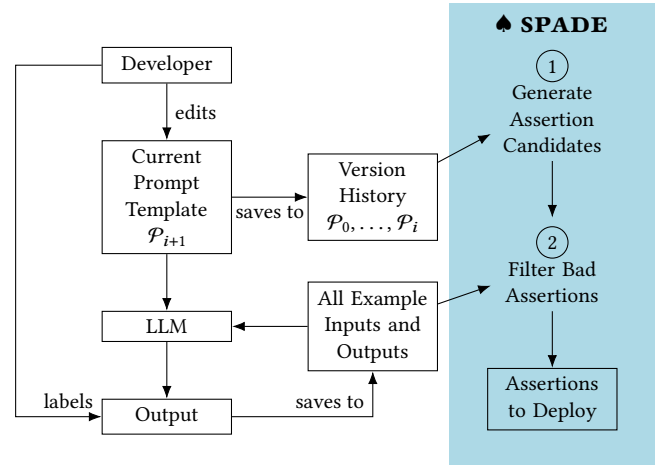 ♠ SPADE
Developer
1
Generate
Assertion
Candidates
edits
Current
Prompt
Template
𝒫i+1
saves to
Version
History
𝒫0, . . . , 𝒫i
2
Filter Bad
Assertions
All Example
Inputs and
Outputs
LLM
labels
Output
saves to
Assertions
to Deploy